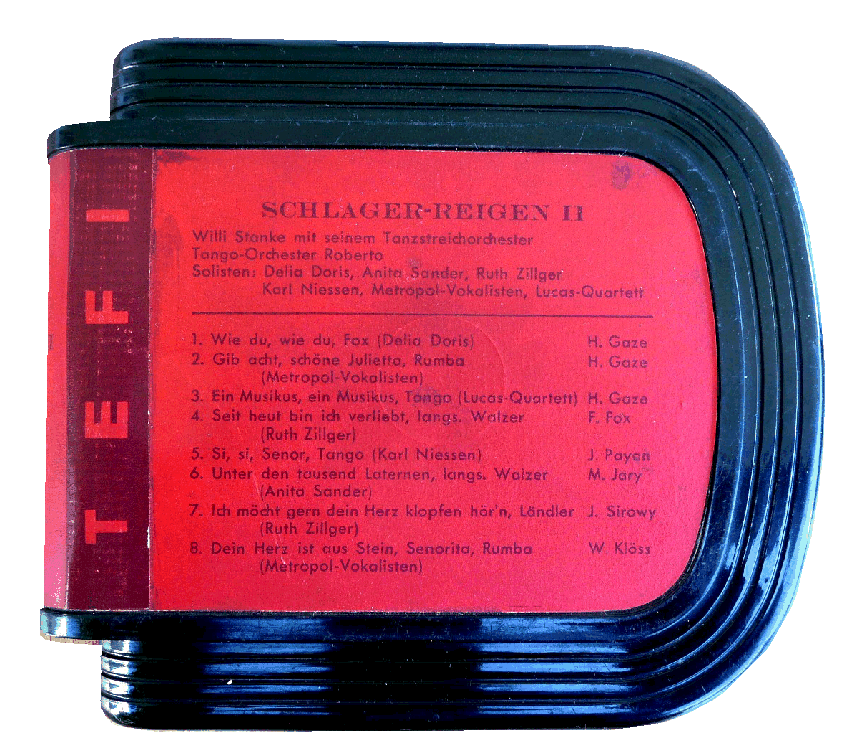 TEFI
SCHLAGER-REIGEN II
Willi Stanke mit seinem Tanzstreichorchester
Tango-Orchester Roberto
Solisten: Delia Doris, Anita Sander, Ruth Zillger
Karl Niessen, Metropol-Vokalisten, Lucas-Quartett
1. Wie du, wie du, Fox (Delia Doris) H. Gaze
2. Gib acht, schöne Julietta, Rumba H. Gaze
(Metropol-Vokalisten)
3. Ein Musikus, ein Musikus, Tango (Lucas-Quartett) H. Gaze
4. Seit heut bin ich verliebt, langs. Walzer F. Fox
(Ruth Zillger)
5. Si, si, Senor, Tango (Karl Niessen) J. Payan
6. Unter den tausend Laternen, langs. Walzer M. Jary
(Anita Sander)
7. Ich möcht gern dein Herz klopfen hör'n, Ländler J. Sirowy
(Ruth Zillger)
8. Dein Herz ist aus Stein, Senorita, Rumba W. Klöss
(Metropol-Vokalisten)